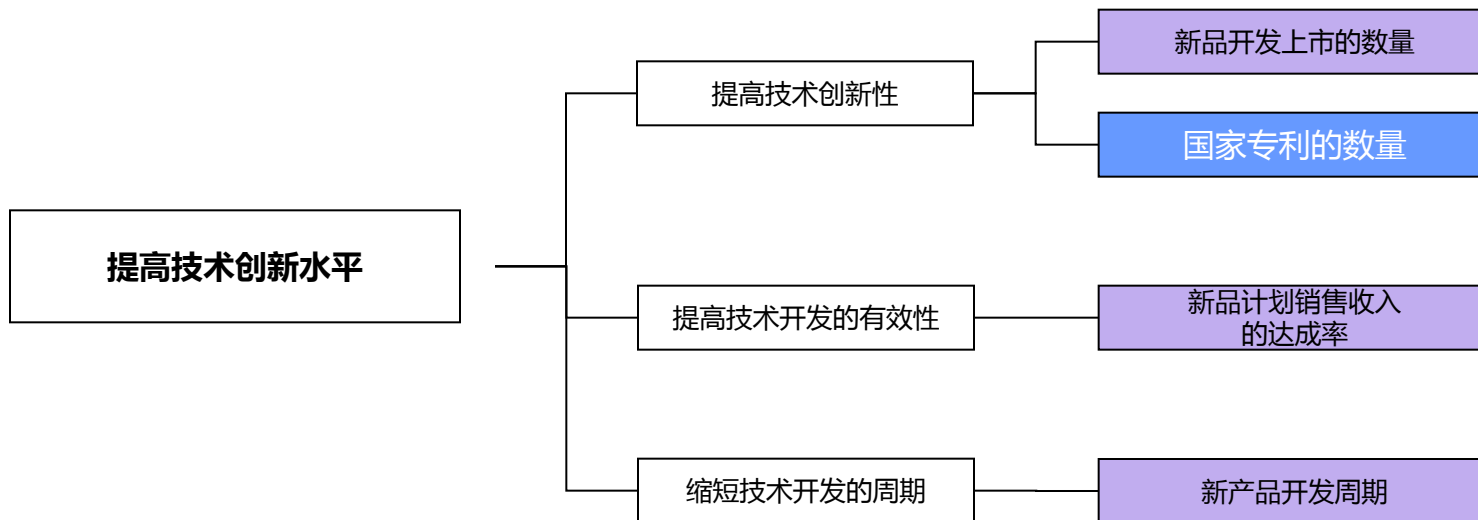 新品开发上市的数量
提高技术创新性
国家专利的数量
提高技术创新水平
提高技术开发的有效性
新品计划销售收入
的达成率
缩短技术开发的周期
新产品开发周期